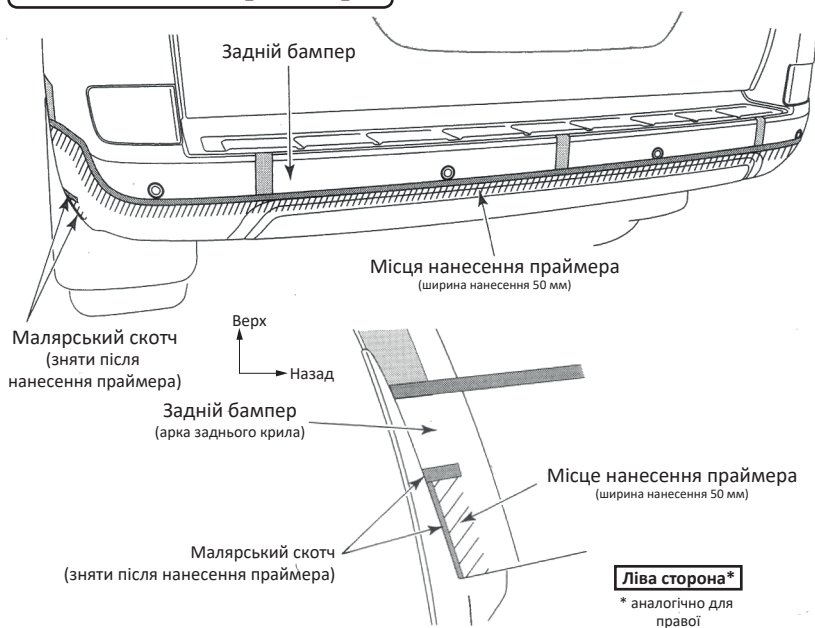 Задній бампер
Місця нанесення праймера
(ширина нанесення 50 мм)
Малярський скотч
(зняти після
нанесення праймера)
Верх
Назад
Задній бампер
(арка заднього крила)
Місце нанесення праймера
(ширина нанесення 50 мм)
Малярський скотч
(зняти після нанесення праймера)
Ліва сторона*
* аналогічно для
правої